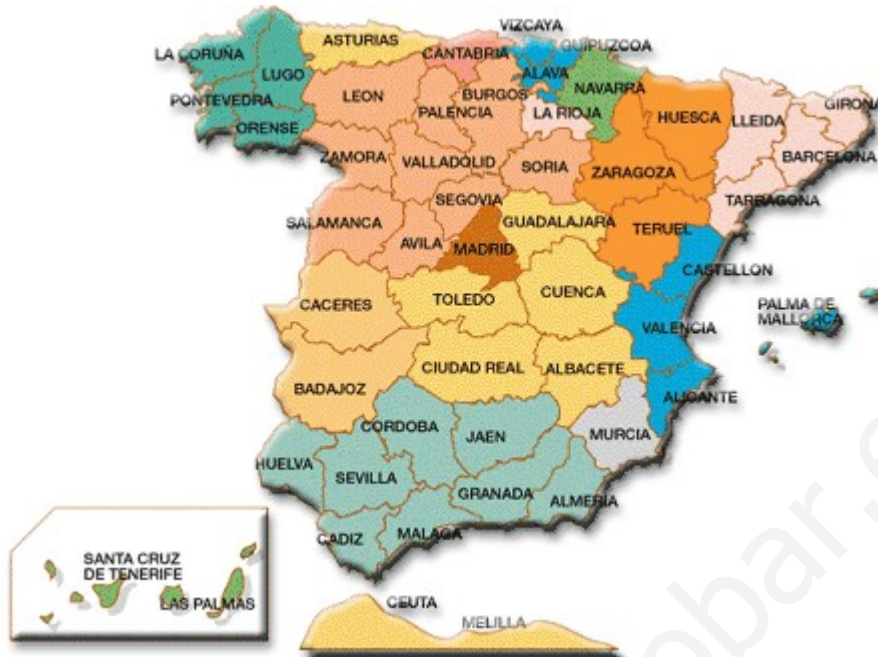 VIZCAYA
ASTURIAS
GUIPUZCOA
LA CORUÑA
CANTABRIA
LUGO
ALAVA
NAVARRA
LEON
BURGOS
PONTEVEDRA
PALENCIA
LA RIOJA
HUESCA
GIRONA
LLEIDA
ORENSE
ZAMORA
VALLADOLID
SORIA
BARCELONA
ZARAGOZA
SEGOVIA
TARRAGONA
SALAMANCA
GUADALAJARA
TERUEL
AVILA
MADRID
CASTELLON
CACERES
TOLEDO
CUENCA
PALMA DE
MALLORCA
VALENCIA
CIUDAD REAL
ALBACETE
BADAJOZ
ALICANTE
CORDOBA
JAEN
MURCIA
HUELVA
SEVILLA
GRANADA
ALMERIA
CADIZ
MALAGA
SANTA CRUZ
DE TENERIFE
LAS PALMAS
CEUTA
MELILLA